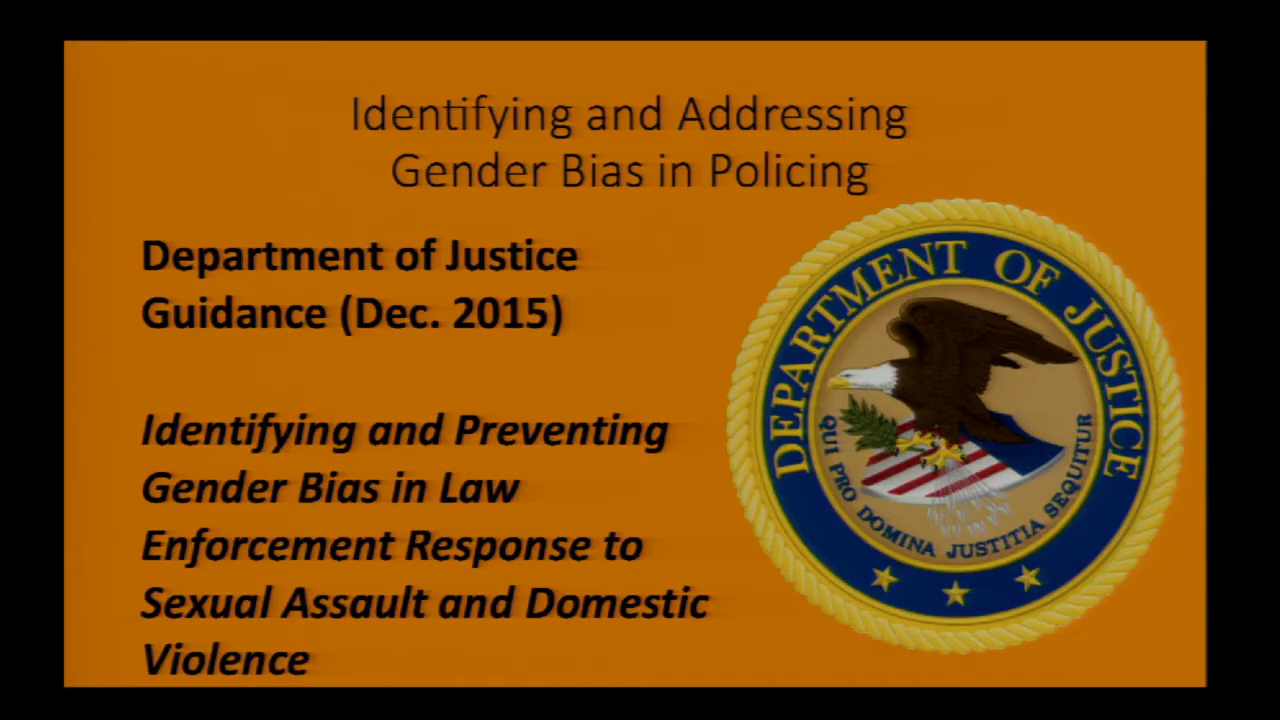 Identifying and Addressing
Gender Bias in Policing
Department of Justice
Guidance (Dec. 2015)
Identifying and Preventing
Gender Bias in Law
Enforcement Response to
Sexual Assault and Domestic
Violence
DEPARTMENT OF JUSTICE
QUI PRO DOMINA JUSTITIA SEQUITUR